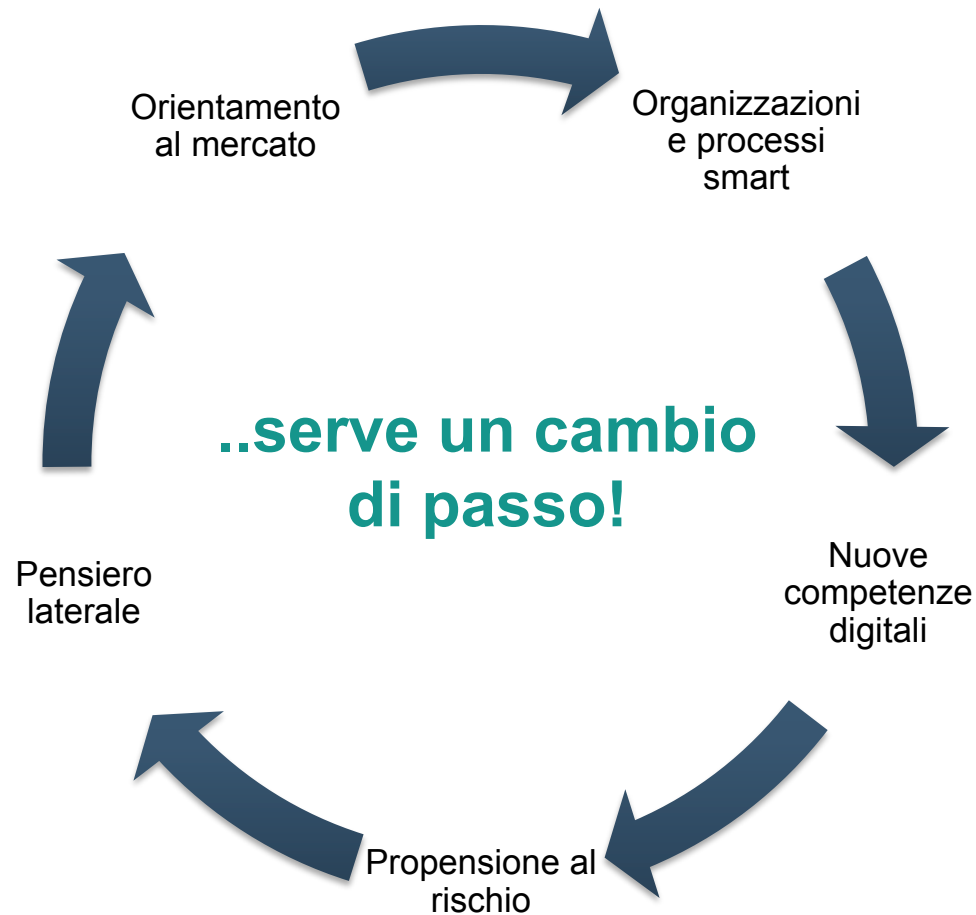 Orientamento
al mercato
Organizzazioni
e processi
smart
..serve un cambio
di passo!
Nuove
competenze
digitali
Pensiero
laterale
Propensione al
rischio